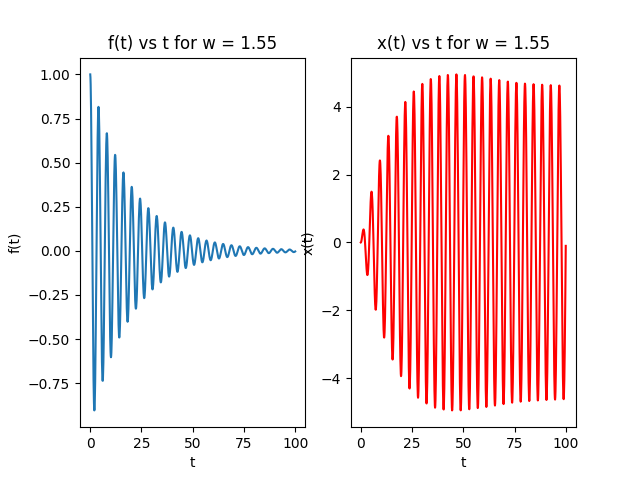 f(t) vs t for w = 1.55
f(t)
1.00
0.75
0.50
0.25
0.00
−0.25
−0.50
−0.75
0 25 50 75 100
t
x(t) vs t for w = 1.55
x(t)
4
2
0
−2
−4
0 25 50 75 100
t